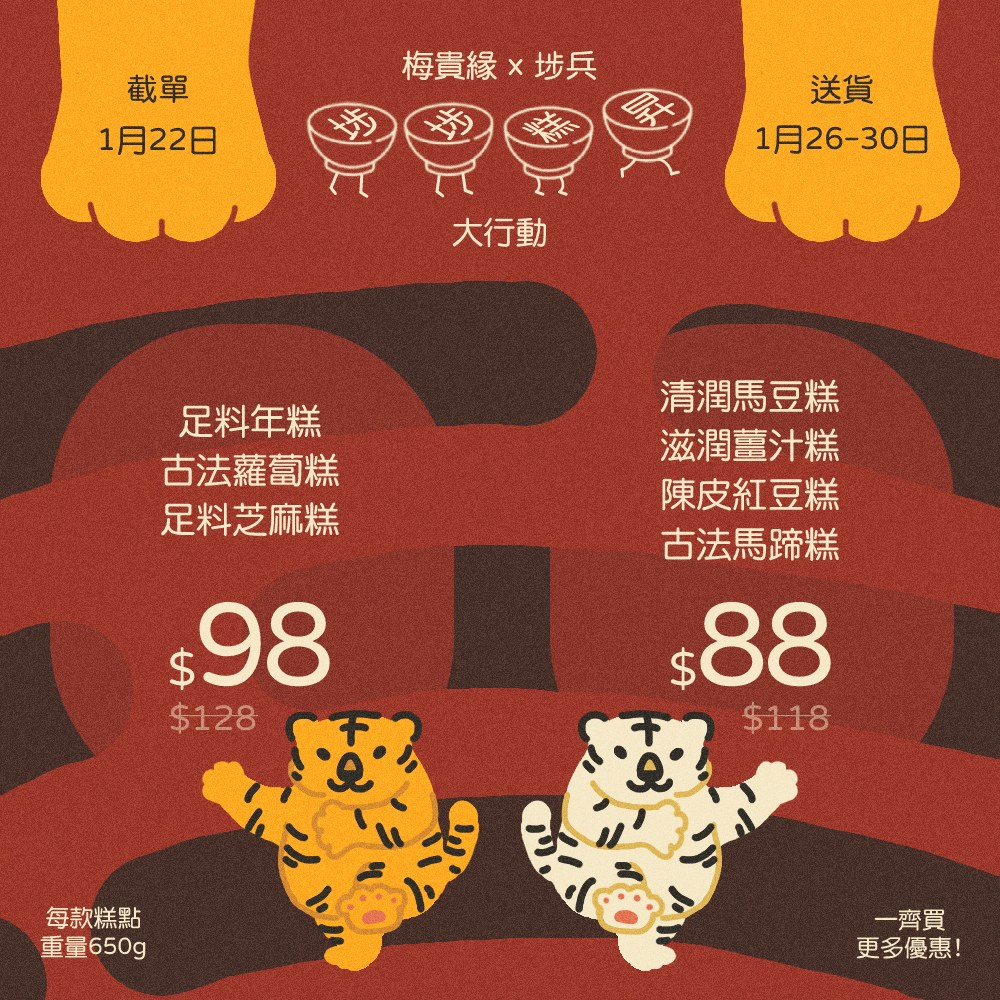 梅貴緣 x 埗兵
截單
1月22日
埗埗糕昇
送貨
1月26-30日
大行動
足料年糕
古法蘿蔔糕
足料芝麻糕
$98
$128
清潤馬豆糕
滋潤薑汁糕
陳皮紅豆糕
古法馬蹄糕
$88
$118
每款糕點
重量650g
一齊買
更多優惠!